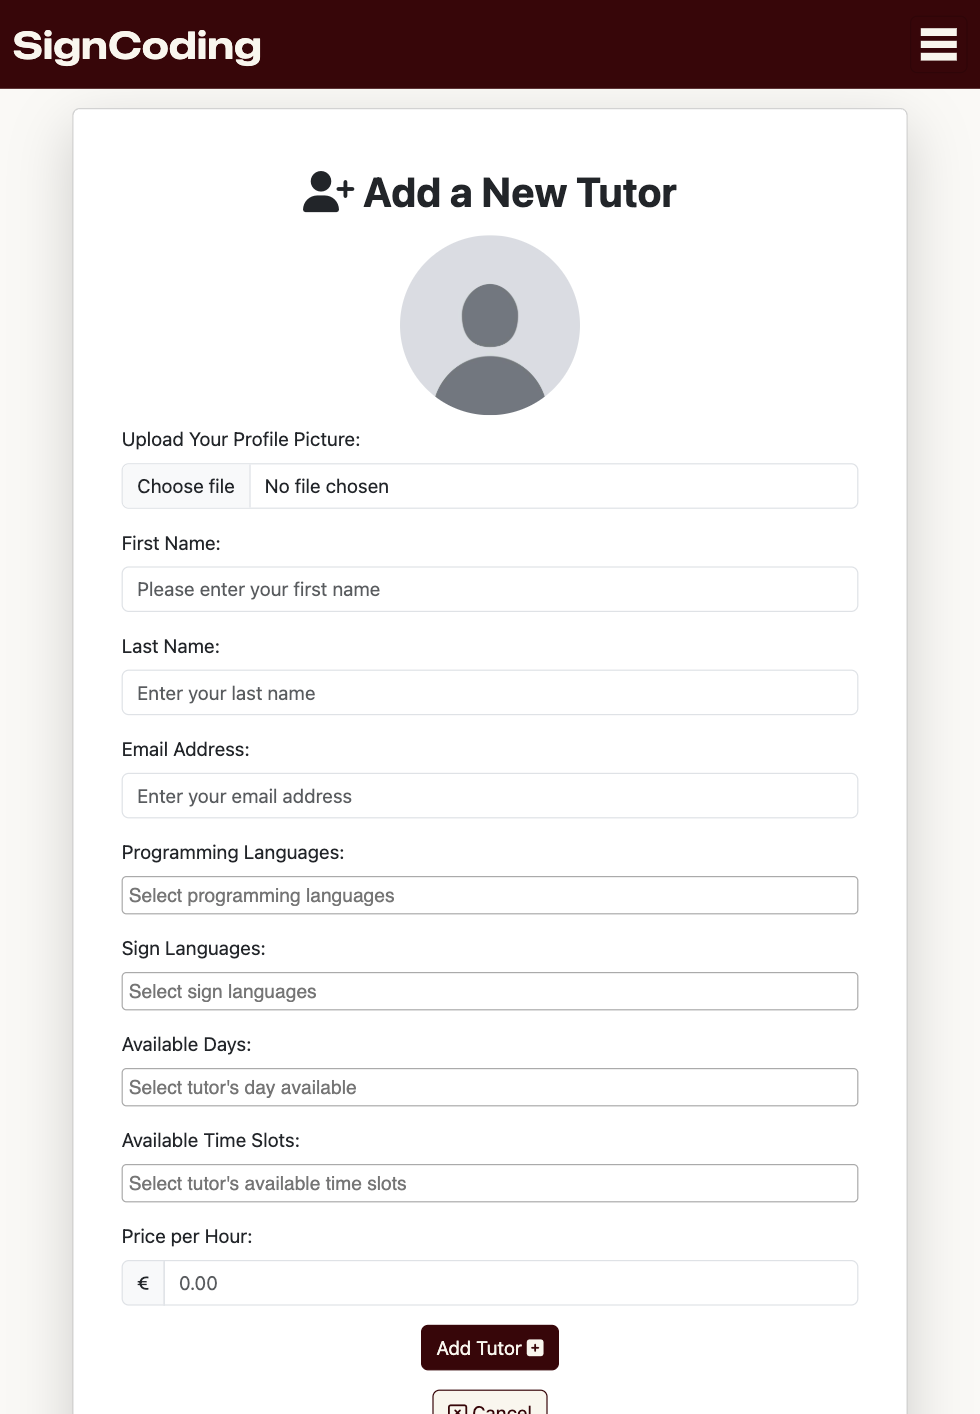 SignCoding
Add a New Tutor
Upload Your Profile Picture:
Choose file No file chosen
First Name:
Please enter your first name
Last Name:
Enter your last name
Email Address:
Enter your email address
Programming Languages:
Select programming languages
Sign Languages:
Select sign languages
Available Days:
Select tutor's day available
Available Time Slots:
Select tutor's available time slots
Price per Hour:
€ 0.00
Add Tutor
Cancel